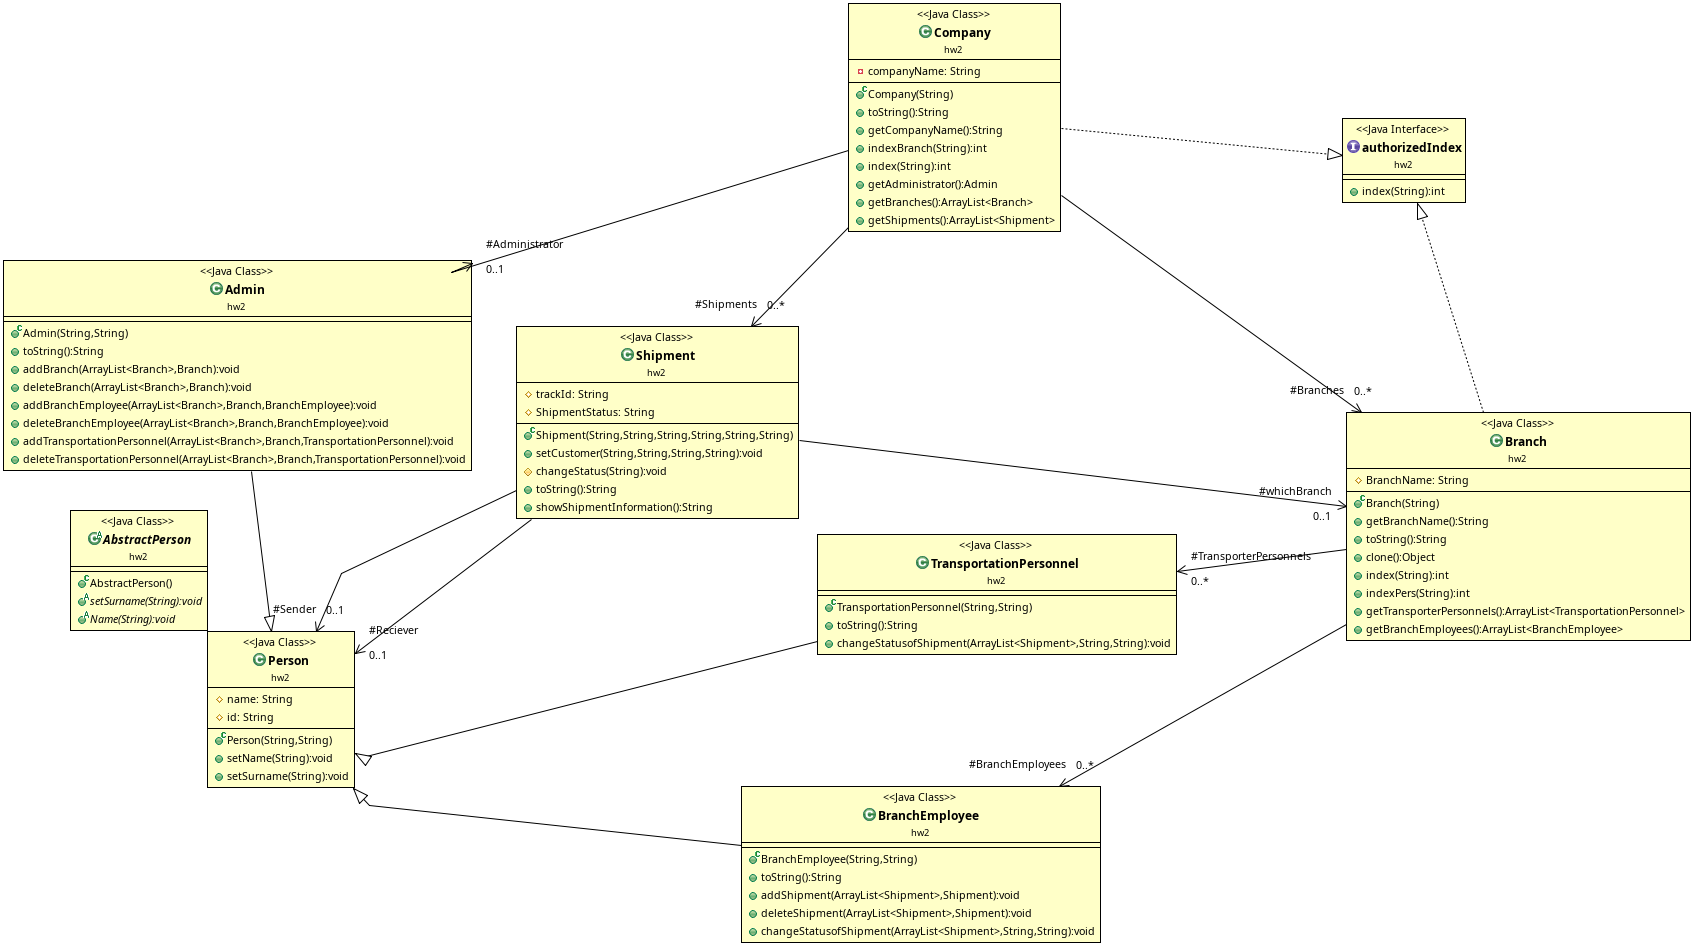 <<Java Class>>
Company
hw2
companyName: String
Company(String)
toString():String
getCompanyName():String
indexBranch(String):int
index(String):int
getAdministrator():Admin
getBranches():ArrayList<Branch>
getShipments():ArrayList<Shipment>
<<Java Interface>>
authorizedIndex
hw2
index(String):int
#Administrator
0..1
#Shipments
0..*
#Branches
0..*
<<Java Class>>
Admin
hw2
Admin(String,String)
toString():String
addBranch(ArrayList<Branch>,Branch):void
deleteBranch(ArrayList<Branch>,Branch):void
addBranchEmployee(ArrayList<Branch>,Branch,BranchEmployee):void
deleteBranchEmployee(ArrayList<Branch>,Branch,BranchEmployee):void
addTransportationPersonnel(ArrayList<Branch>,Branch,TransportationPersonnel):void
deleteTransportationPersonnel(ArrayList<Branch>,Branch,TransportationPersonnel):void
<<Java Class>>
Shipment
hw2
trackId: String
ShipmentStatus: String
Shipment(String,String,String,String,String,String)
setCustomer(String,String,String,String):void
changeStatus(String):void
toString():String
showShipmentInformation():String
#whichBranch
0..1
<<Java Class>>
Branch
hw2
BranchName: String
Branch(String)
getBranchName():String
toString():String
clone():Object
index(String):int
indexPers(String):int
getTransporterPersonnels():ArrayList<TransportationPersonnel>
getBranchEmployees():ArrayList<BranchEmployee>
<<Java Class>>
AbstractPerson
hw2
AbstractPerson()
setSurname(String):void
Name(String):void
#Sender
0..1
#Reciever
0..1
<<Java Class>>
TransportationPersonnel
hw2
TransportationPersonnel(String,String)
toString():String
changeStatusofShipment(ArrayList<Shipment>,String,String):void
#TransporterPersonnels
0..*
<<Java Class>>
Person
hw2
name: String
id: String
Person(String,String)
setName(String):void
setSurname(String):void
#BranchEmployees
0..*
<<Java Class>>
BranchEmployee
hw2
BranchEmployee(String,String)
toString():String
addShipment(ArrayList<Shipment>,Shipment):void
deleteShipment(ArrayList<Shipment>,Shipment):void
changeStatusofShipment(ArrayList<Shipment>,String,String):void